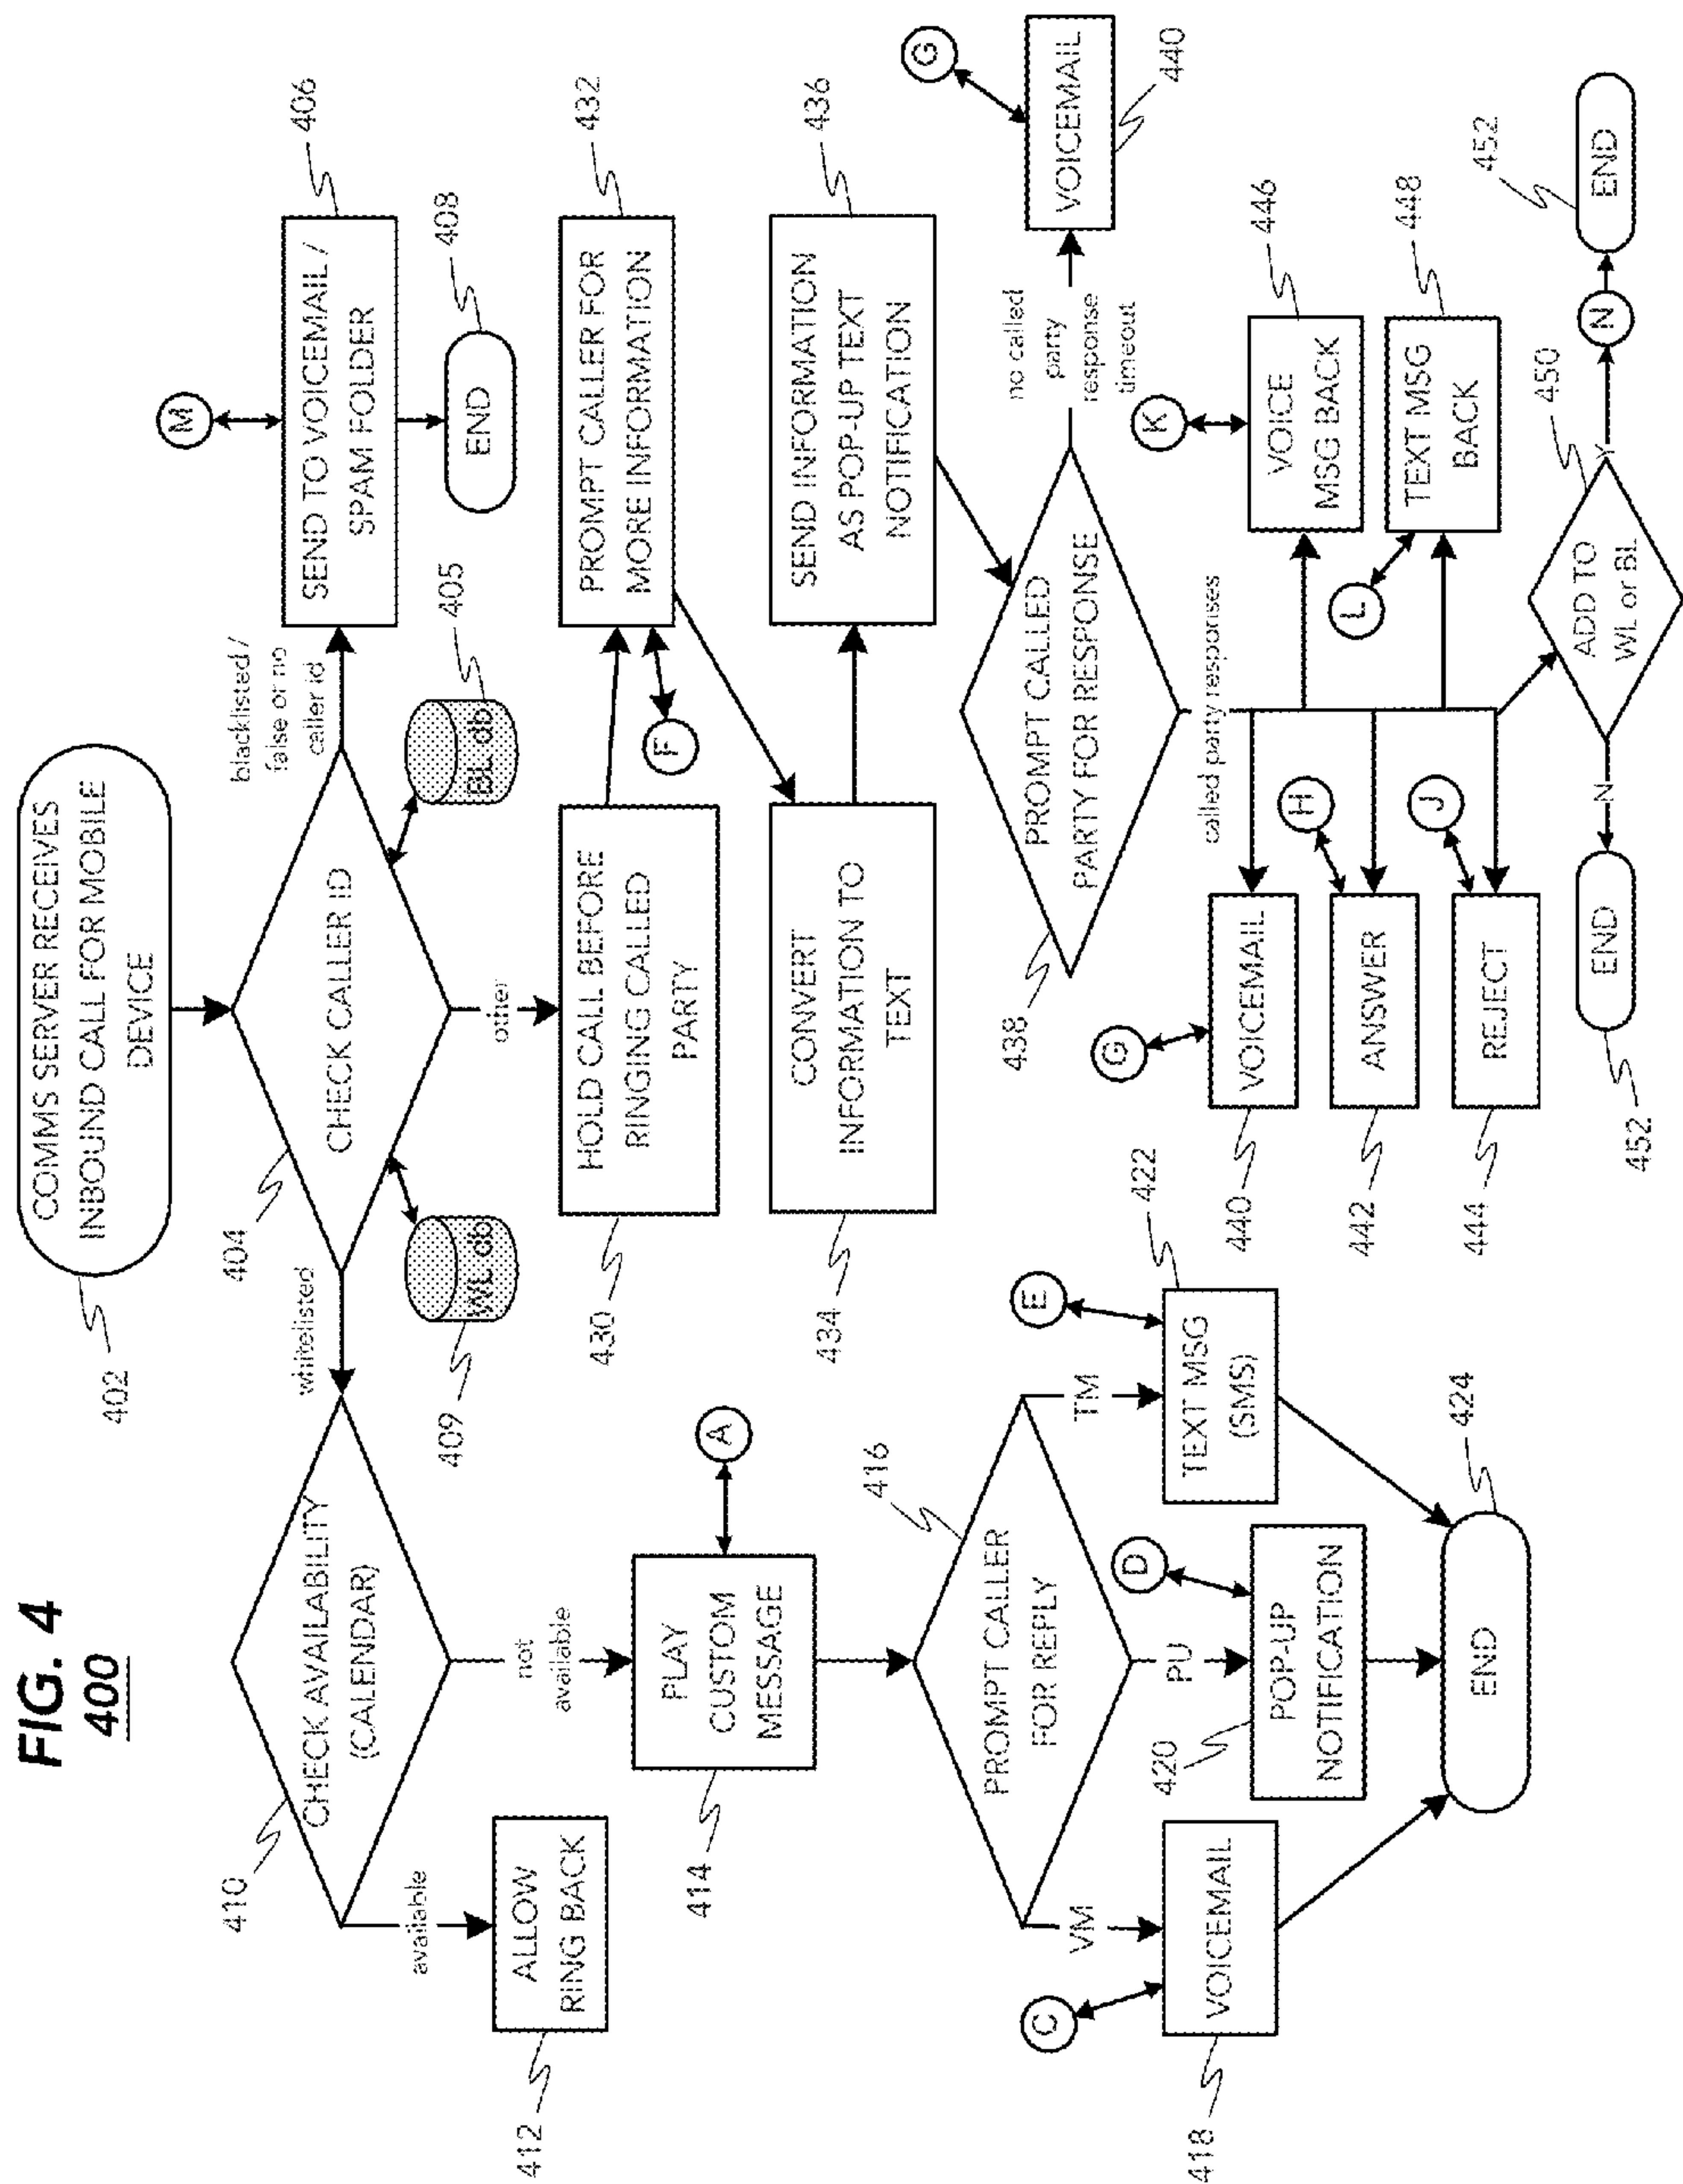 FIG. 4
400
COMMS SERVER RECEIVES
INBOUND CALL FOR MOBILE
DEVICE
402
CHECK CALLER ID
404
blacklisted /
false or no
caller id
SEND TO VOICEMAIL /
SPAM FOLDER
406
M
END
408
BL db
405
WL db
409
whitelisted
CHECK AVAILABILITY
(CALENDAR)
410
available
ALLOW
RING BACK
412
not
available
PLAY
CUSTOM
MESSAGE
414
A
PROMPT CALLER
FOR REPLY
416
VM
VOICEMAIL
418
C
PU
POP-UP
NOTIFICATION
420
D
TM
TEXT MSG
(SMS)
422
E
END
424
other
HOLD CALL BEFORE
RINGING CALLED
PARTY
430
PROMPT CALLER FOR
MORE INFORMATION
432
F
CONVERT
INFORMATION TO
TEXT
434
SEND INFORMATION
AS POP-UP TEXT
NOTIFICATION
436
PROMPT CALLED
PARTY FOR RESPONSE
438
no called
party
response
timeout
VOICEMAIL
440
G
called party responses
VOICEMAIL
440
G
ANSWER
442
H
REJECT
444
J
VOICE
MSG BACK
446
K
TEXT MSG
BACK
448
L
ADD TO
WL or BL
450
Y
N
END
452
N
END
452